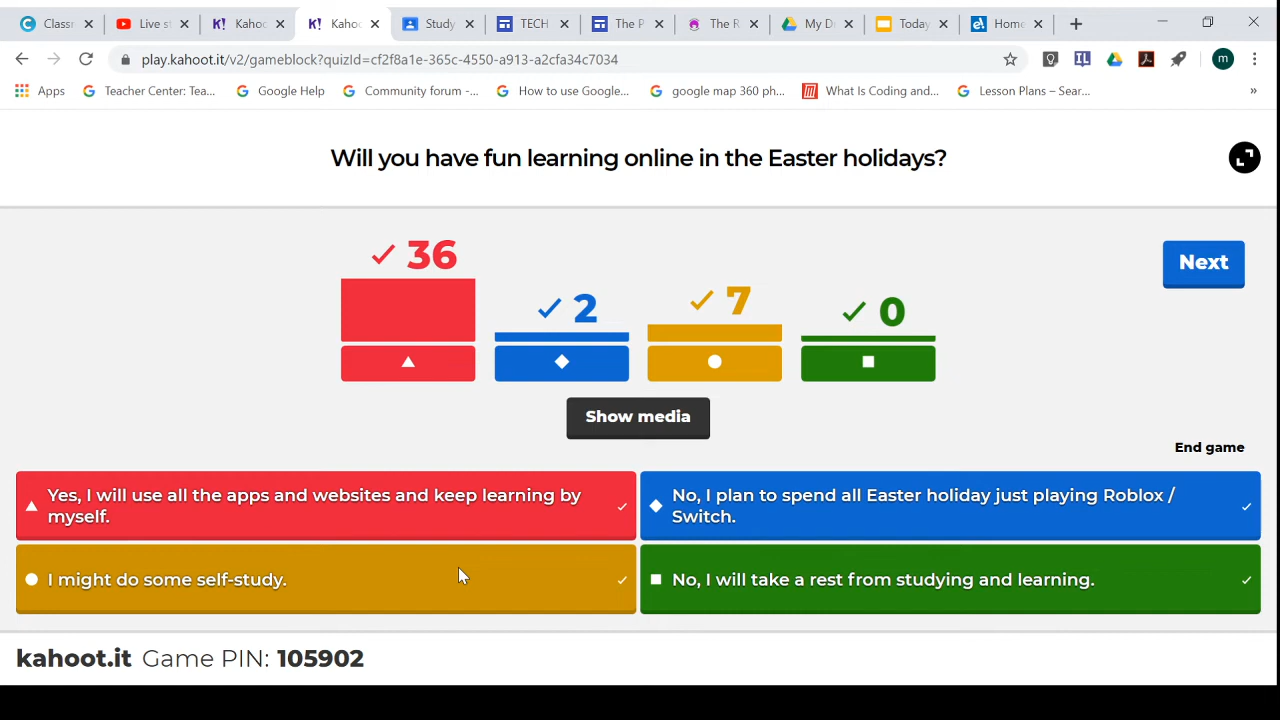 Classr
Live st
Kahoo
Kahoo
Study
TECH
The P
The R
My Dr
Today
Home
play.kahoot.it/v2/gameblock?quizId=cf2f8a1e-365c-4550-a913-a2cfa34c7034
m
Apps
Teacher Center: Tea...
Google Help
Community forum -...
How to use Google...
google map 360 ph...
What Is Coding and...
Lesson Plans – Sear...
»
Will you have fun learning online in the Easter holidays?
36
2
7
0
Next
Show media
End game
Yes, I will use all the apps and websites and keep learning by
myself.
No, I plan to spend all Easter holiday just playing Roblox /
Switch.
I might do some self-study.
No, I will take a rest from studying and learning.
kahoot.it Game PIN: 105902